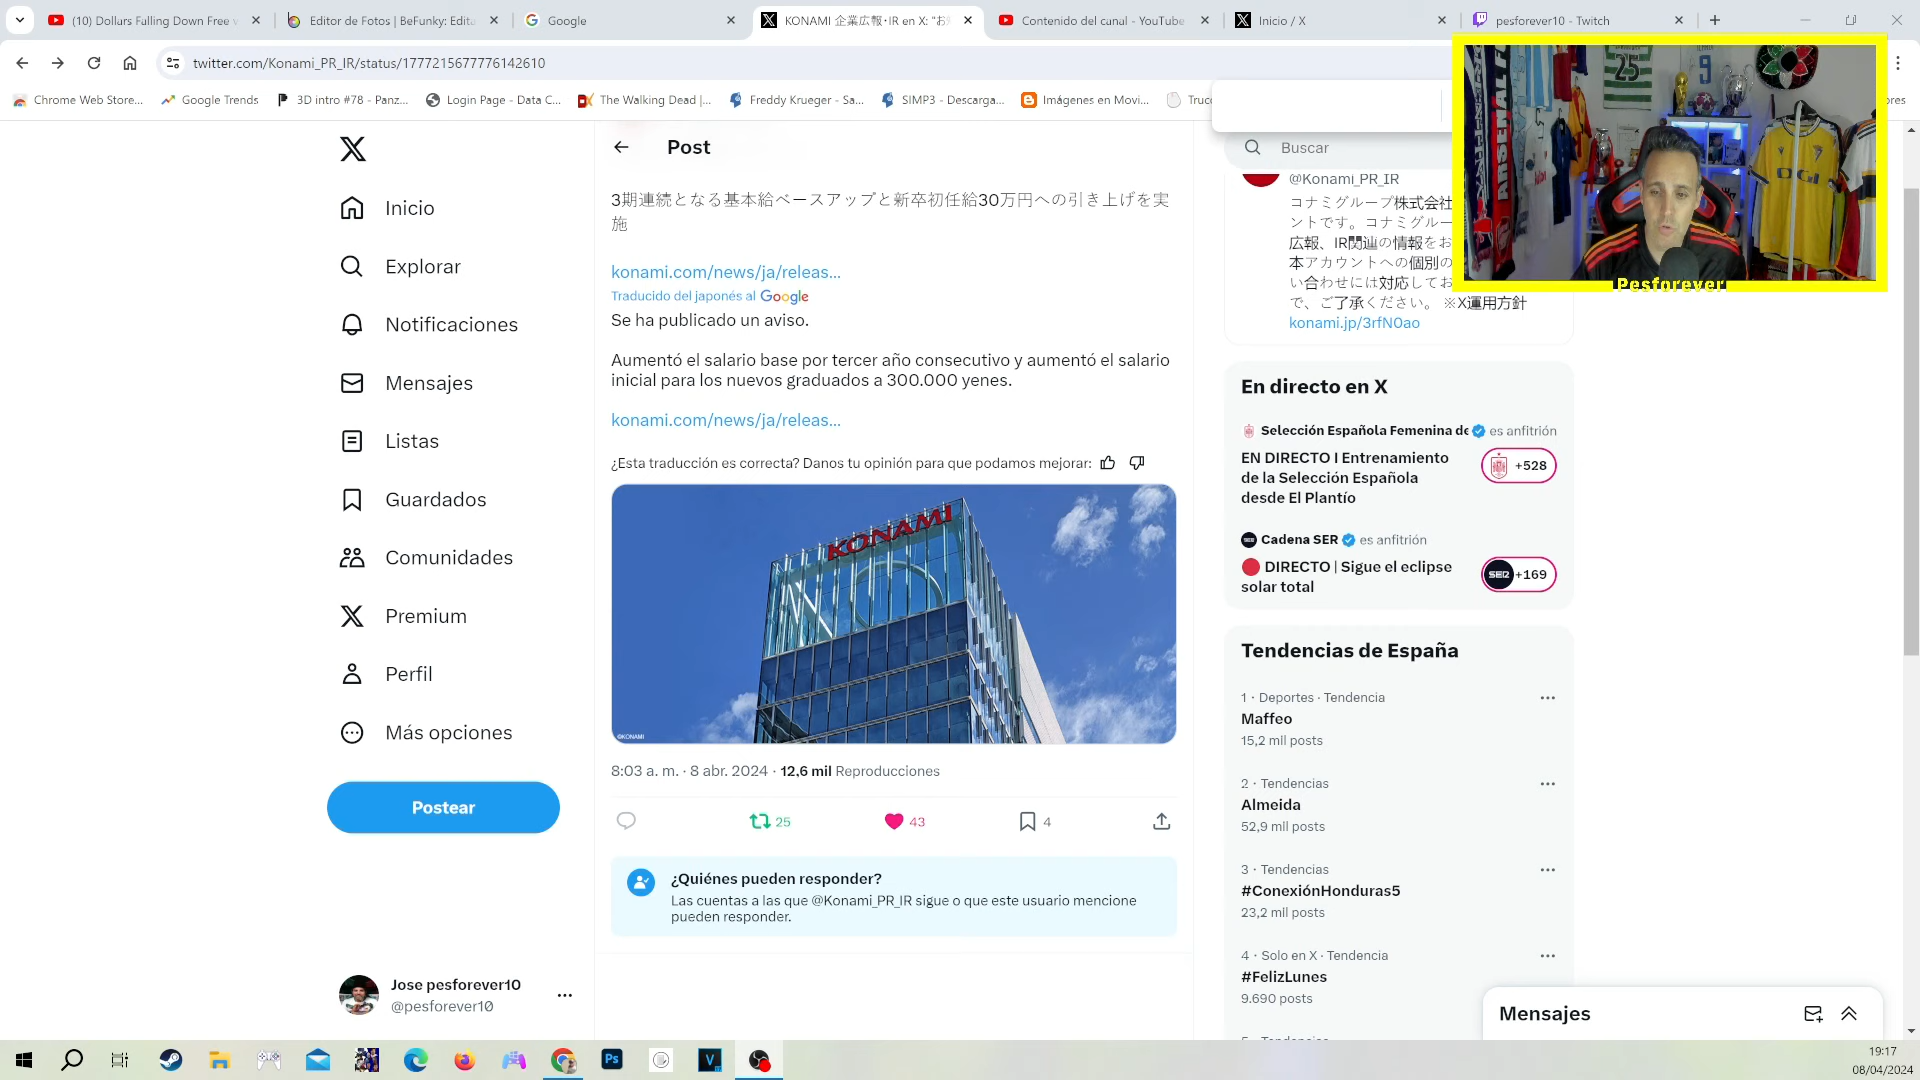 (10) Dollurs Fulling Down Free v
Editor de Fotos | BeFunky: Edita
Google
KONAMI 企業広報・IR en X: "お
Contenido del canal - YouTube
Inicio / X
pesforever10 - Twitch
twitter.com/Konami_PR_IR/status/1777215677776142610
Chrome Web Store...
Google Trends
3D intro #78 - Panz...
Login Page - Data C...
The Walking Dead |...
Freddy Krueger - Sa...
SIMP3 - Descarga...
Imágenes en Movi...
Truco
ores
Inicio
Explorar
Notificaciones
Mensajes
Listas
Guardados
Comunidades
Premium
Perfil
Más opciones
Postear
Jose pesforever10
@pesforever10
Post
3期連続となる基本給ベースアップと新卒初任給30万円への引き上げを実
施
konami.com/news/ja/releas...
Traducido del japonés al Google
Se ha publicado un aviso.
Aumentó el salario base por tercer año consecutivo y aumentó el salario
inicial para los nuevos graduados a 300.000 yenes.
konami.com/news/ja/releas...
¿Esta traducción es correcta? Danos tu opinión para que podamos mejorar:
KONAMI
©KONAMI
8:03 a. m. · 8 abr. 2024 · 12,6 mil Reproducciones
25
43
4
¿Quiénes pueden responder?
Las cuentas a las que @Konami_PR_IR sigue o que este usuario mencione
pueden responder.
Buscar
@Konami_PR_IR
コナミグループ株式会社
ントです。コナミグルー
広報、IR関連の情報をお
本アカウントへの個別の
い合わせには対応してお
で、ご了承ください。 ※X運用方針
konami.jp/3rfN0ao
25
9
Pesforever
En directo en X
Selección Española Femenina de es anfitrión
EN DIRECTO I Entrenamiento
de la Selección Española
desde El Plantío
+528
Cadena SER es anfitrión
DIRECTO | Sigue el eclipse
solar total
SER +169
Tendencias de España
1 · Deportes · Tendencia
Maffeo
15,2 mil posts
2 · Tendencias
Almeida
52,9 mil posts
3 · Tendencias
#ConexiónHonduras5
23,2 mil posts
4 · Solo en X · Tendencia
#FelizLunes
9.690 posts
Mensajes
Ps
V
19:17
08/04/2024